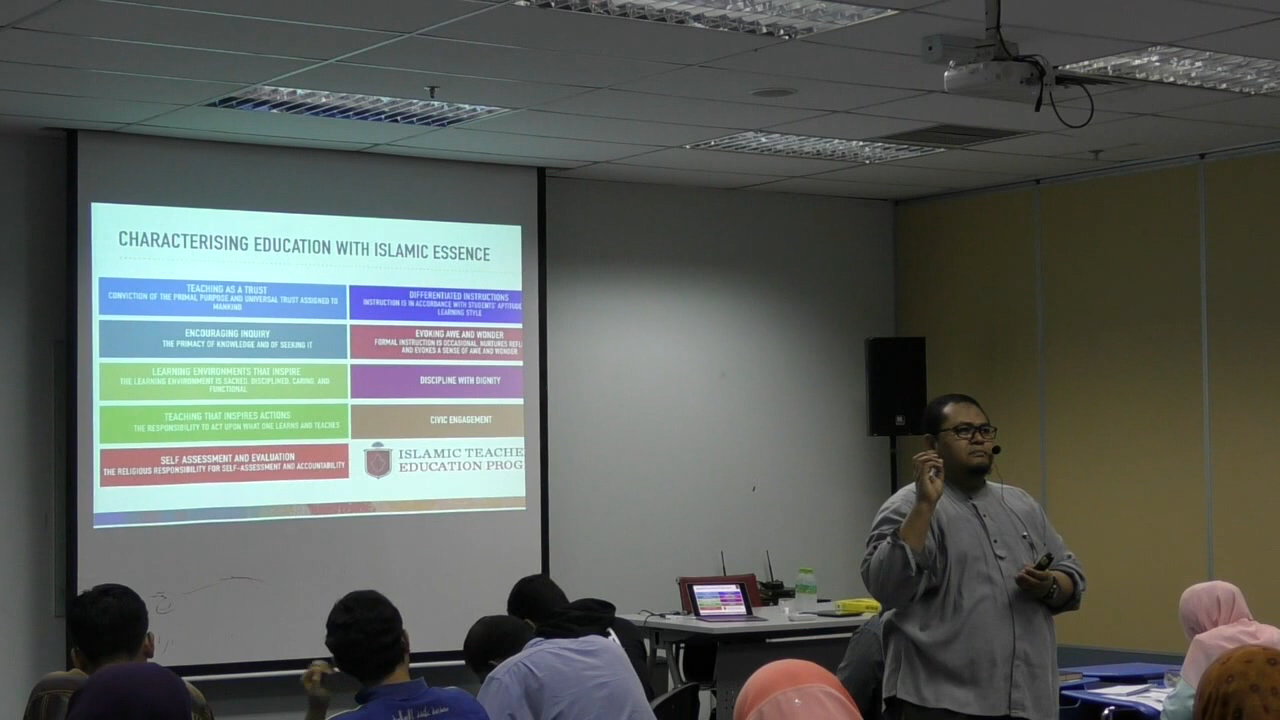 CHARACTERISING EDUCATION WITH ISLAMIC ESSENCE
TEACHING AS A TRUST
CONVICTION OF THE PRIMAL PURPOSE AND UNIVERSAL TRUST ASSIGNED TO
MANKIND
DIFFERENTIATED INSTRUCTIONS
INSTRUCTION IS IN ACCORDANCE WITH STUDENTS' APTITUD
LEARNING STYLE
ENCOURAGING INQUIRY
THE PRIMACY OF KNOWLEDGE AND OF SEEKING IT
EVOKING AWE AND WONDER
FORMAL INSTRUCTION IS OCCASIONAL, NURTURES REFL
AND EVOKES A SENSE OF AWE AND WONDER
LEARNING ENVIRONMENTS THAT INSPIRE
THE LEARNING ENVIRONMENT IS SACRED, DISCIPLINED, CARING, AND
FUNCTIONAL
DISCIPLINE WITH DIGNITY
TEACHING THAT INSPIRES ACTIONS
THE RESPONSIBILITY TO ACT UPON WHAT ONE LEARNS AND TEACHES
CIVIC ENGAGEMENT
SELF ASSESSMENT AND EVALUATION
THE RELIGIOUS RESPONSIBILITY FOR SELF-ASSESSMENT AND ACCOUNTABILITY
ISLAMIC TEACHE
EDUCATION PROG